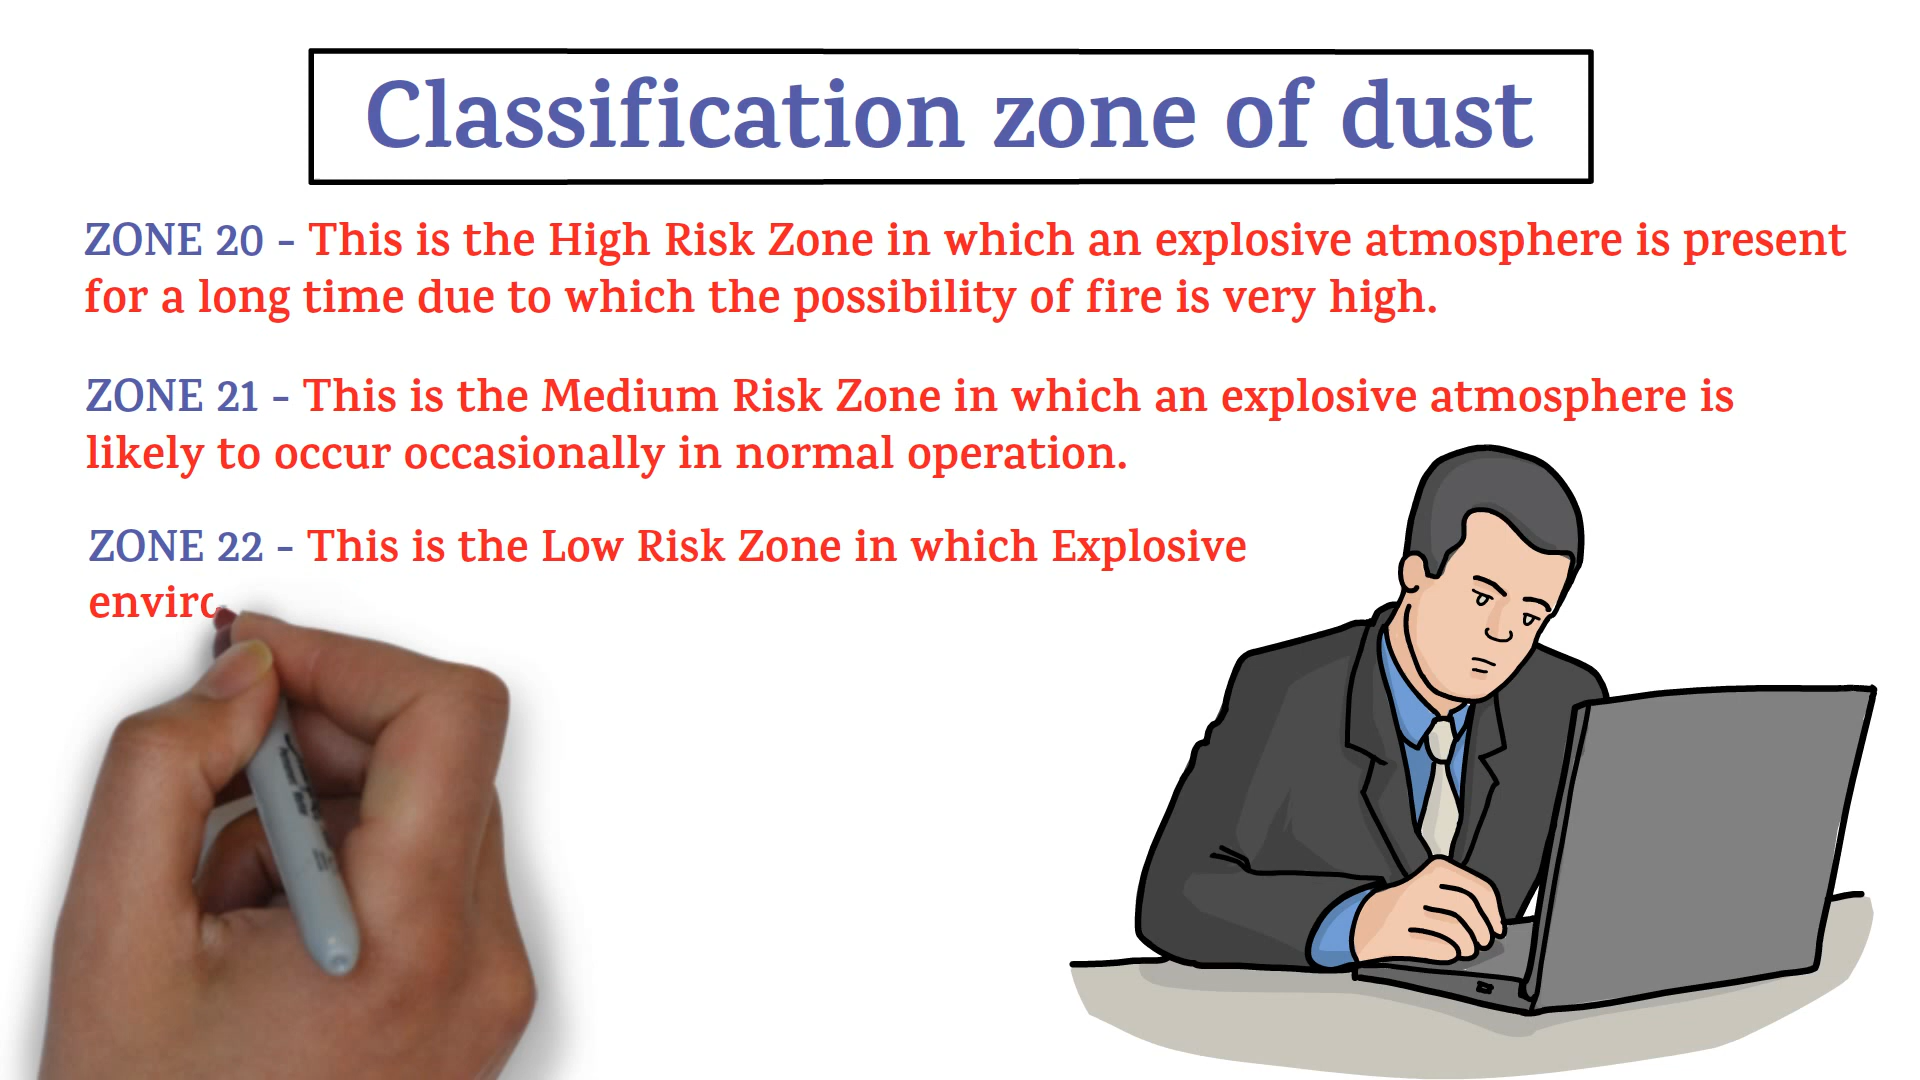 Classification zone of dust
ZONE 20 - This is the High Risk Zone in which an explosive atmosphere is present
for a long time due to which the possibility of fire is very high.
ZONE 21 - This is the Medium Risk Zone in which an explosive atmosphere is
likely to occur occasionally in normal operation.
ZONE 22 - This is the Low Risk Zone in which Explosive